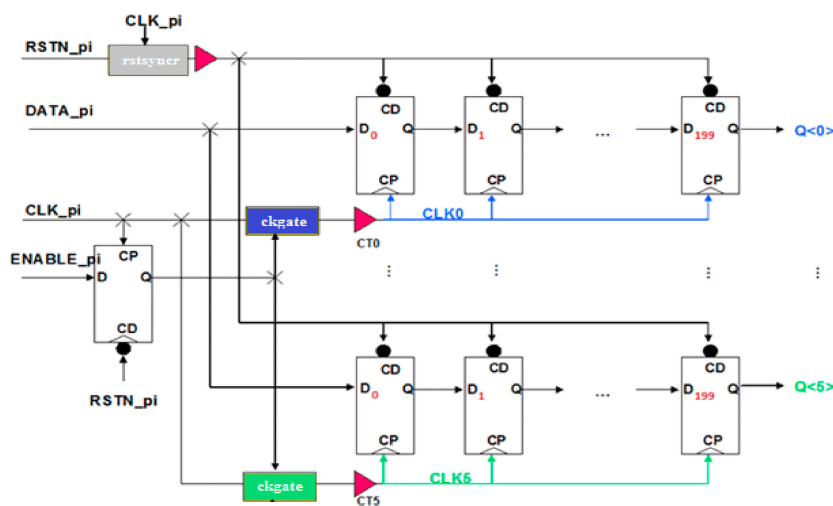 CLK_pi
RSTN_pi
rstsyncr
CD CD CD
DATA_pi
D0 Q D1 Q ... D199 Q Q<0>
CP CP CP
CLK_pi
ckgate
CLK0
CT0
ENABLE_pi
CP
D Q
CD
RSTN_pi
... ... ... ...
CD CD CD
D0 Q D1 Q ... D199 Q Q<5>
CP CP CP
ckgate
CLK5
CT5